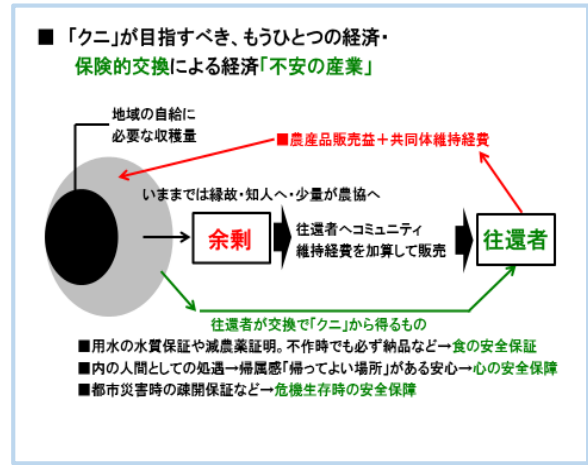 ■ 「クニ」が目指すべき、もうひとつの経済・
保険的交換による経済「不安の産業」
地域の自給に
必要な収穫量
■農産品販売益＋共同体維持経費
いままでは縁故・知人へ・少量が農協へ
余剰
往還者へコミュニティ
維持経費を加算して販売
往還者
往還者が交換で「クニ」から得るもの
■用水の水質保証や減農薬証明。不作時でも必ず納品など→食の安全保証
■内の人間としての処遇→帰属感「帰ってよい場所」がある安心→心の安全保障
■都市災害時の疎開保証など→危機生存時の安全保障